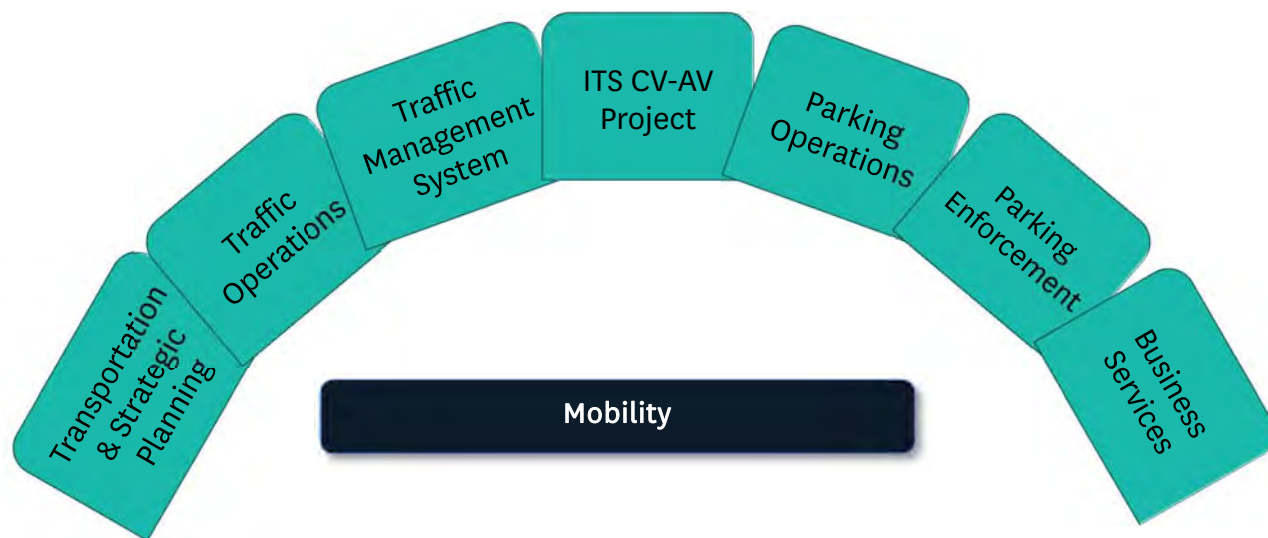 Transportation
& Strategic
Planning
Traffic
Operations
Traffic
Management
System
ITS CV-AV
Project
Parking
Operations
Parking
Enforcement
Business
Services
Mobility